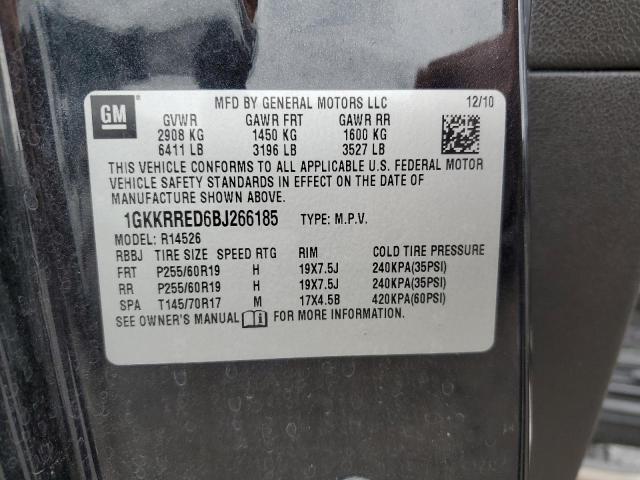 GM
MFD BY GENERAL MOTORS LLC 12/10
GVWR GAWR FRT GAWR RR
2908 KG 1450 KG 1600 KG
6411 LB 3196 LB 3527 LB
THIS VEHICLE CONFORMS TO ALL APPLICABLE U.S. FEDERAL MOTOR
VEHICLE SAFETY STANDARDS IN EFFECT ON THE DATE OF
MANUFACTURE SHOWN ABOVE.
1GKKRRED6BJ266185 TYPE: M.P.V.
MODEL: R14526
RBBJ TIRE SIZE SPEED RTG RIM COLD TIRE PRESSURE
FRT P255/60R19 H 19X7.5J 240KPA(35PSI)
RR P255/60R19 H 19X7.5J 240KPA(35PSI)
SPA T145/70R17 M 17X4.5B 420KPA(60PSI)
SEE OWNER'S MANUAL FOR MORE INFORMATION.